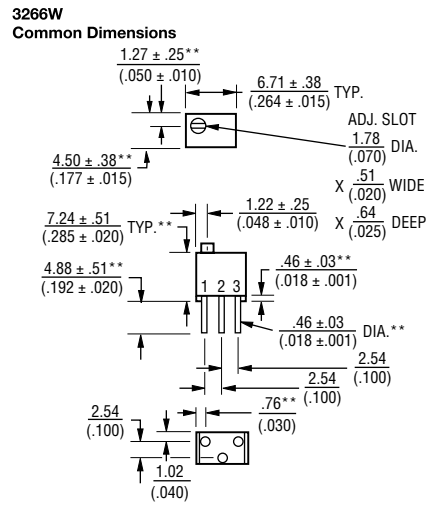 3266W
Common Dimensions
1.27 ± .25**
(.050 ± .010)
6.71 ± .38
(.264 ± .015)
TYP.
ADJ. SLOT
1.78
(.070)
DIA.
4.50 ± .38**
(.177 ± .015)
X .51
(.020)
WIDE
1.22 ± .25
(.048 ± .010)
X .64
(.025)
DEEP
7.24 ± .51
(.285 ± .020)
TYP.**
4.88 ± .51**
(.192 ± .020)
.46 ± .03**
(.018 ± .001)
1 2 3
.46 ±.03
(.018 ±.001)
DIA.**
2.54
(.100)
2.54
(.100)
2.54
(.100)
.76**
(.030)
1.02
(.040)